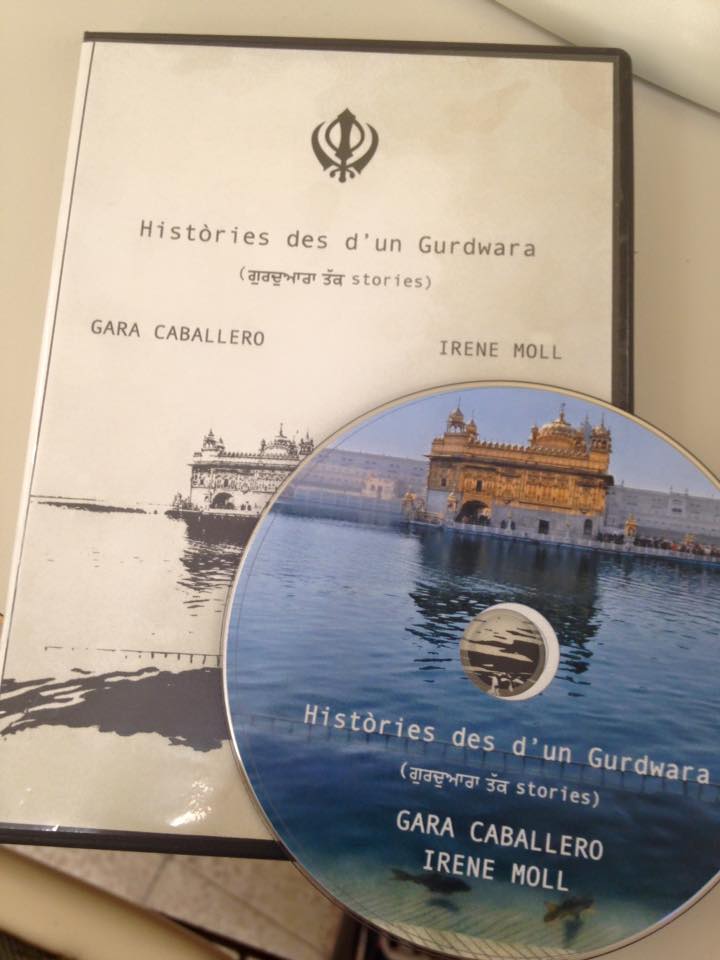 Històries des d'un Gurdwara
(ਗੁਰਦੁਆਰਾ ਤੱਕ stories)
GARA CABALLERO
IRENE MOLL
Històries des d'un Gurdwara
(ਗੁਰਦੁਆਰਾ ਤੱਕ stories)
GARA CABALLERO
IRENE MOLL